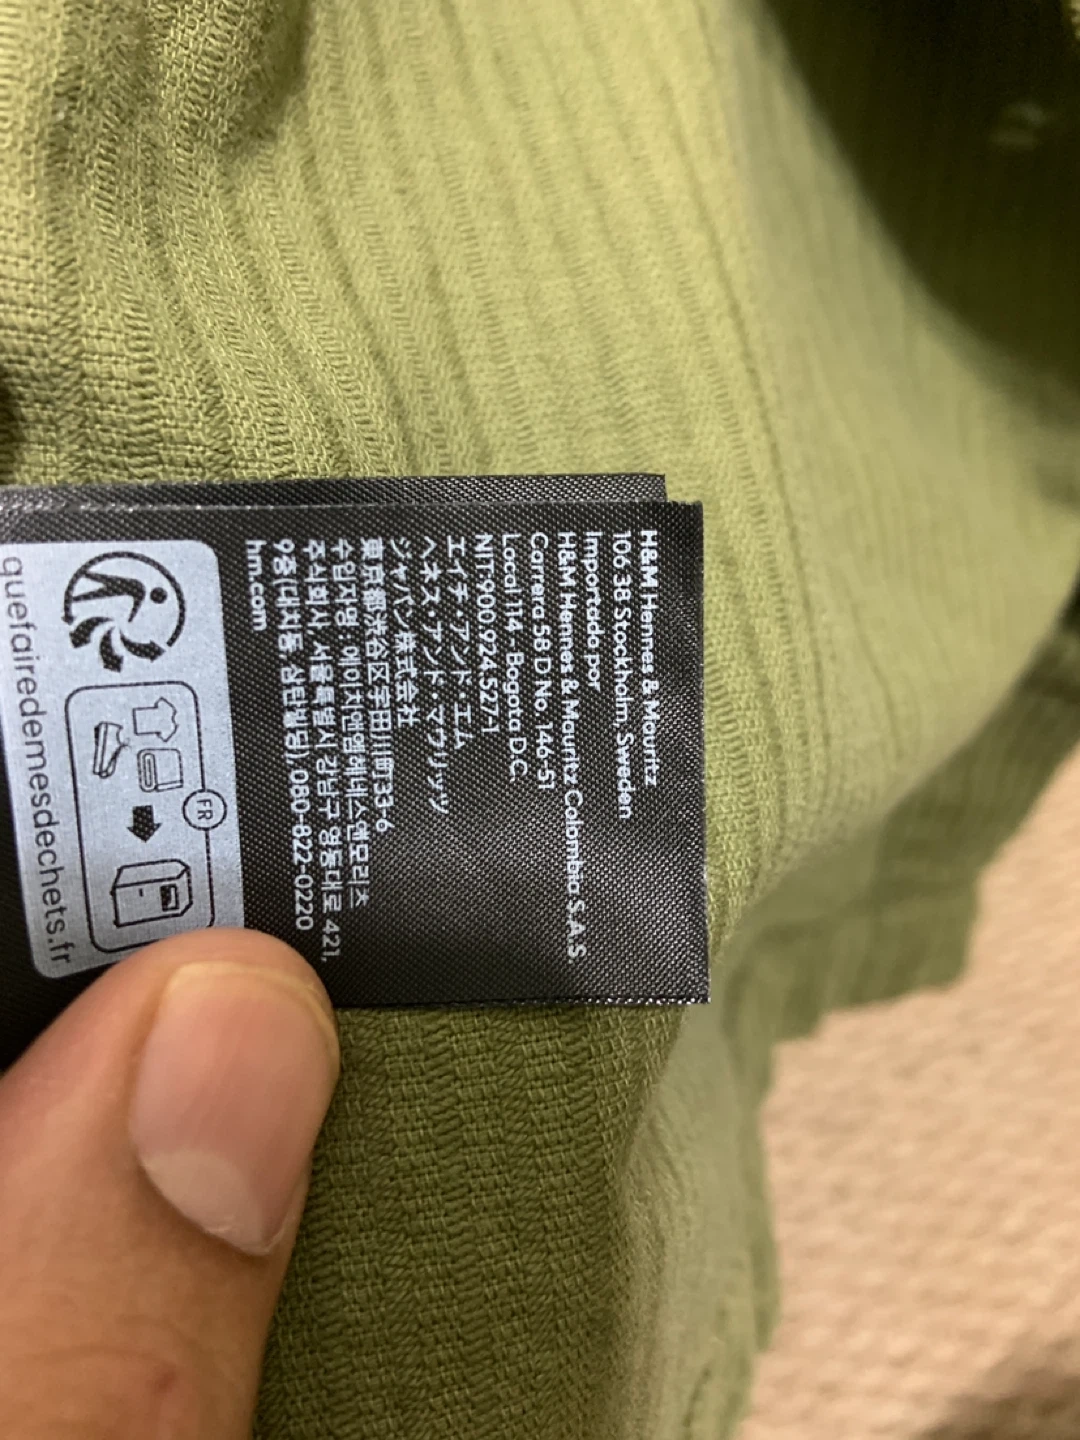 H&M Hennes & Mauritz
106 38 Stockholm, Sweden
Importado por
H&M Hennes & Mauritz Colombia S.A.S
Carrera 58 D No. 146-51
Local 114 - Bogota D.C.
NIT:900.924.527-1
エイチ・アンド・エム
ヘネス・アンド・マウリッツ
ジャパン株式会社
東京都渋谷区宇田川町33-6
수입자명: 에이치앤엠헤네스앤모리츠
주식회사, 서울특별시 강남구 영동대로 421,
9층(대치동, 삼탄빌딩), 080-822-0220
hm.com
FR
quefairedemesdechets.fr